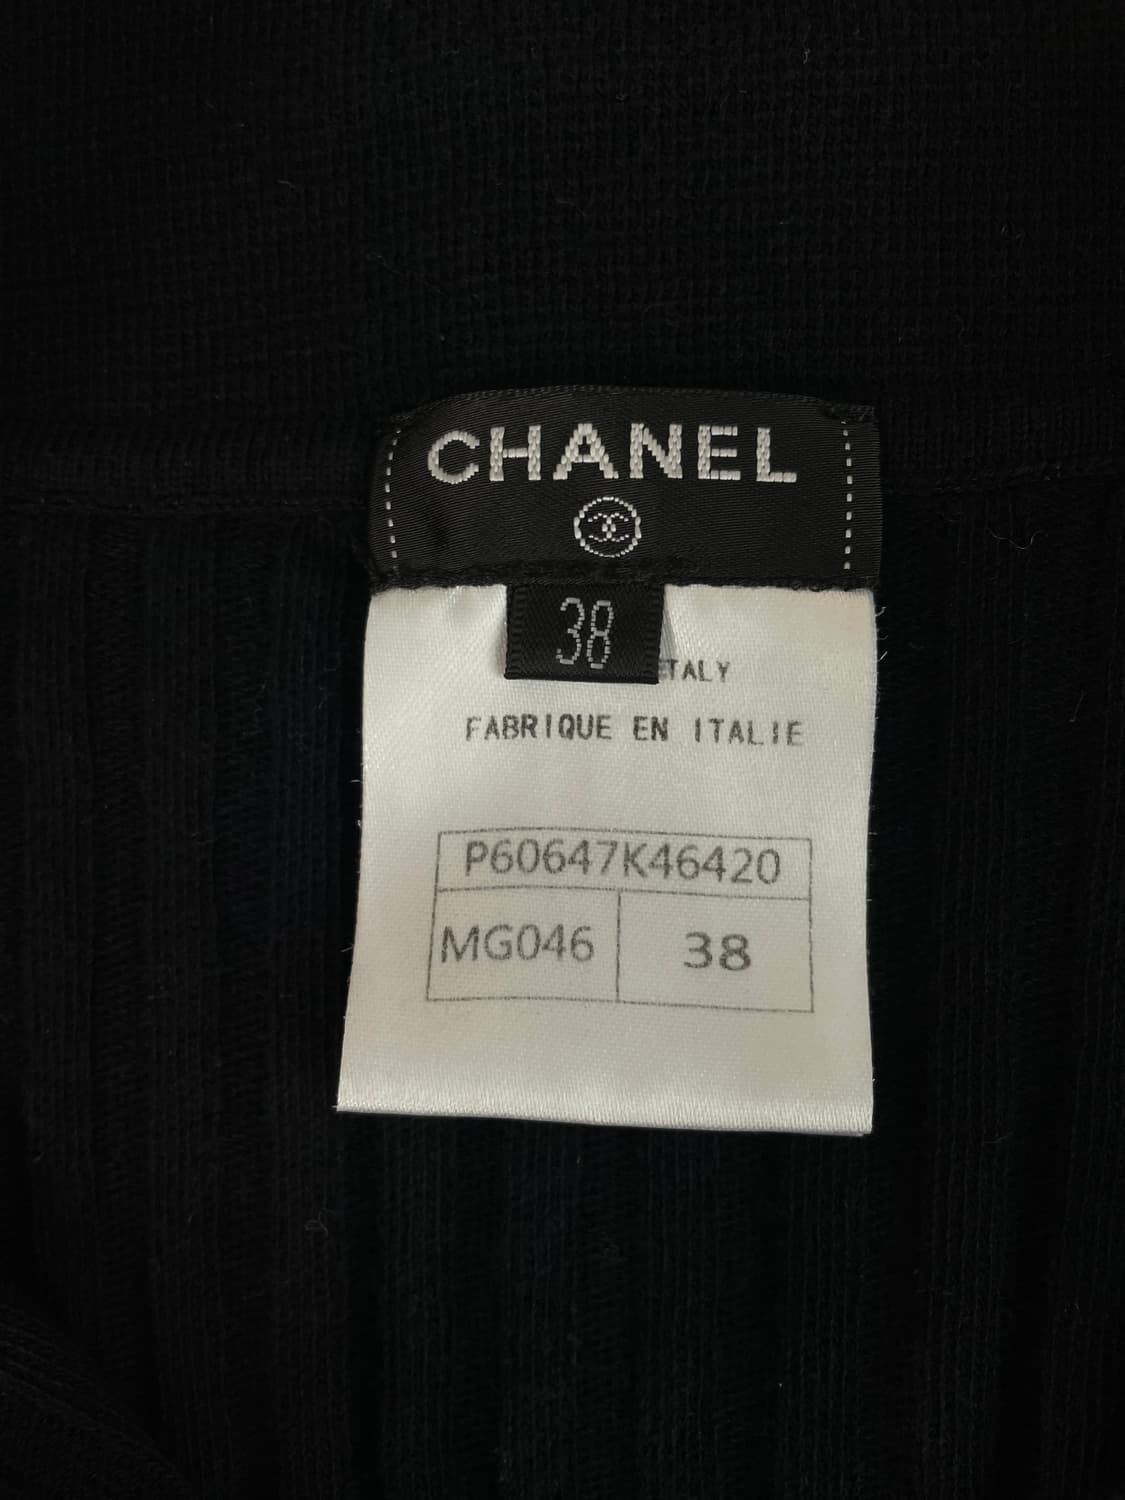 CHANEL
38
FABRIQUE EN ITALIE
P60647K46420
MG046 38